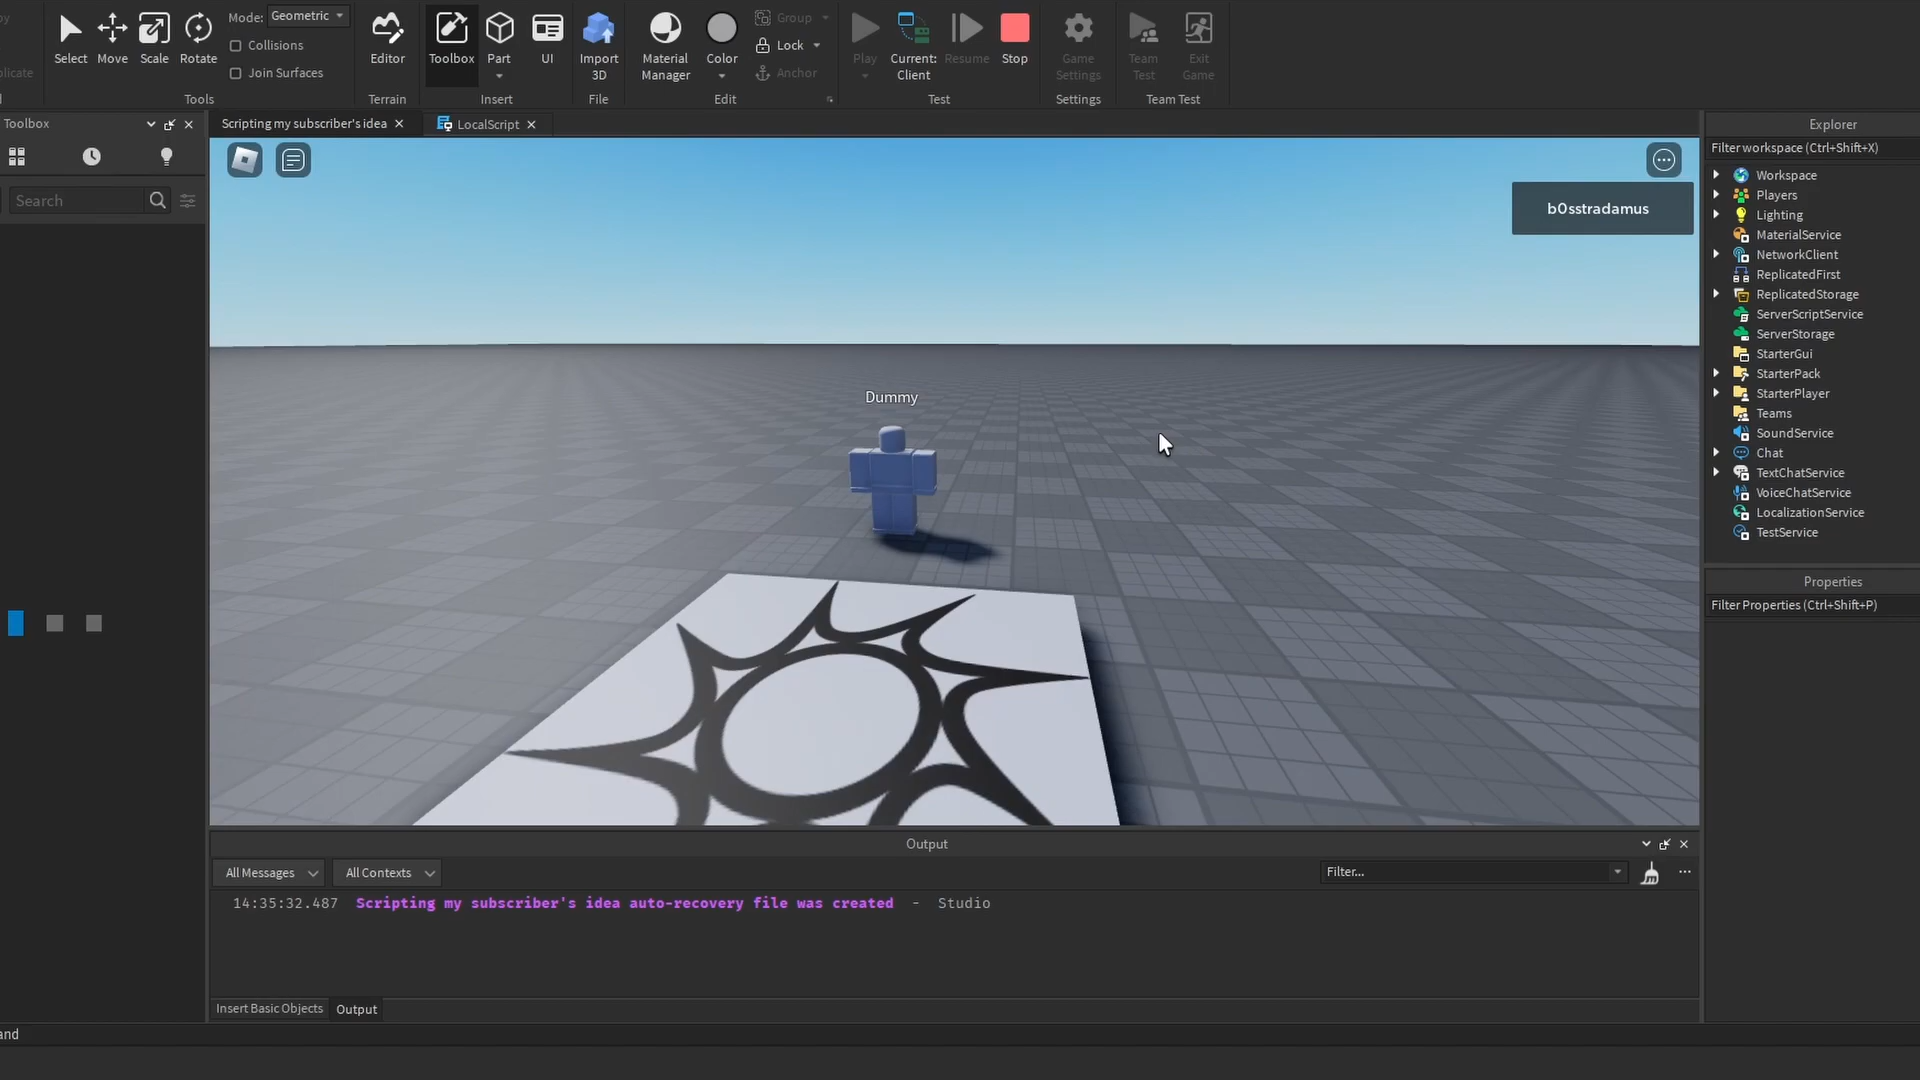 Mode: Geometric
Collisions
Join Surfaces
Select Move Scale Rotate
Tools
Editor
Terrain
Toolbox Part UI
Insert
Import 3D
File
Material Manager
Color
Group
Lock
Anchor
Edit
Play
Current: Client
Resume Stop
Test
Game Settings
Settings
Team Test
Exit Game
Team Test
Toolbox
Search
Scripting my subscriber's idea
LocalScript
b0sstradamus
Dummy
Explorer
Filter workspace (Ctrl+Shift+X)
Workspace
Players
Lighting
MaterialService
NetworkClient
ReplicatedFirst
ReplicatedStorage
ServerScriptService
ServerStorage
StarterGui
StarterPack
StarterPlayer
Teams
SoundService
Chat
TextChatService
VoiceChatService
LocalizationService
TestService
Properties
Filter Properties (Ctrl+Shift+P)
Output
All Messages All Contexts Filter...
14:35:32.487 Scripting my subscriber's idea auto-recovery file was created - Studio
Insert Basic Objects Output